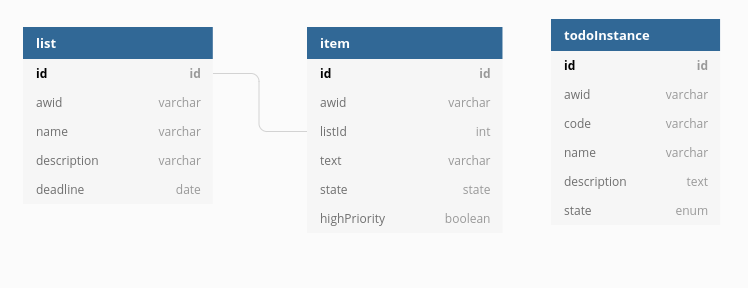 list
id id
awid varchar
name varchar
description varchar
deadline date
item
id id
awid varchar
listId int
text varchar
state state
highPriority boolean
todoInstance
id id
awid varchar
code varchar
name varchar
description text
state enum